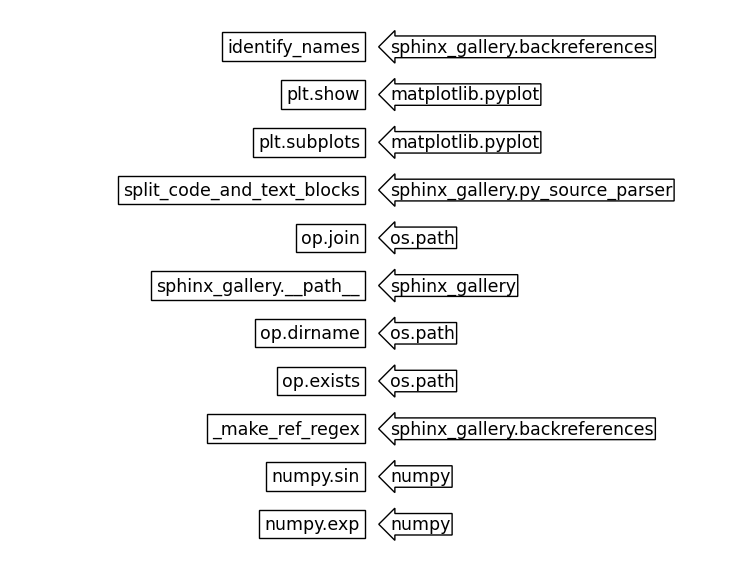 identify_names sphinx_gallery.backreferences
plt.show matplotlib.pyplot
plt.subplots matplotlib.pyplot
split_code_and_text_blocks sphinx_gallery.py_source_parser
op.join os.path
sphinx_gallery.__path__ sphinx_gallery
op.dirname os.path
op.exists os.path
_make_ref_regex sphinx_gallery.backreferences
numpy.sin numpy
numpy.exp numpy